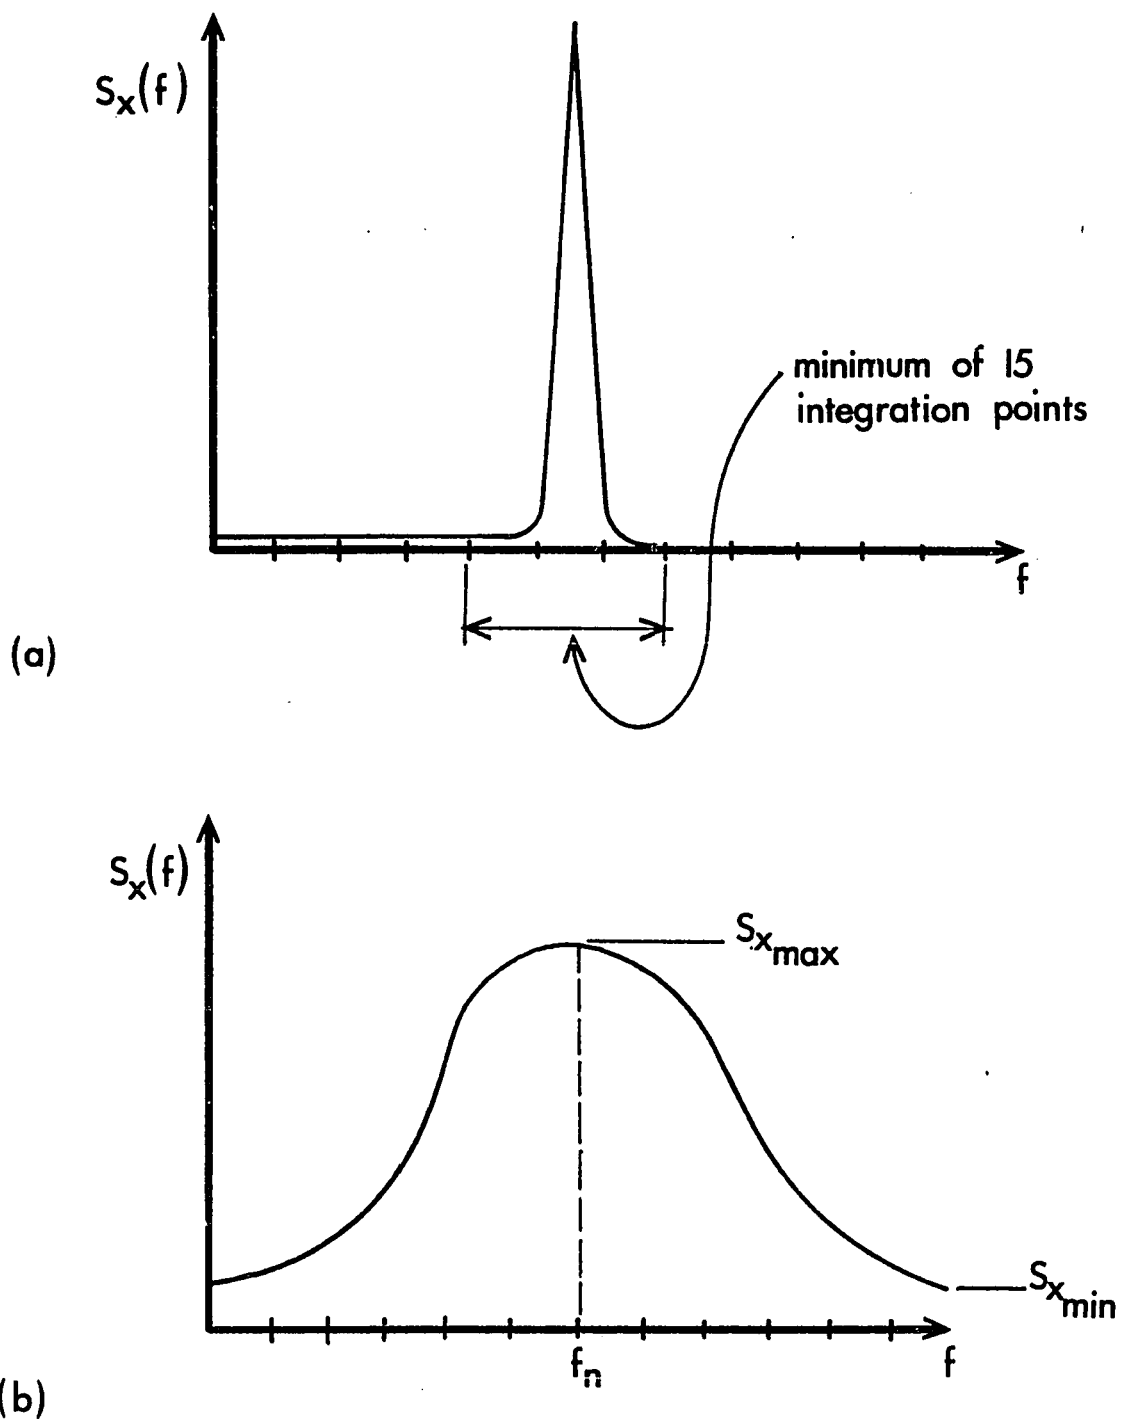 Sx(f)
minimum of 15
integration points
f
(a)
Sx(f)
Sxmax
Sxmin
fn
f
(b)